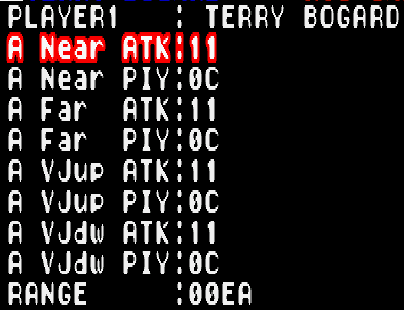 PLAYER1 : TERRY BOGARD
A Near ATK:11
A Near PIY:0C
A Far ATK:11
A Far PIY:0C
A VJup ATK:11
A VJup PIY:0C
A VJdw ATK:11
A VJdw PIY:0C
RANGE :00EA